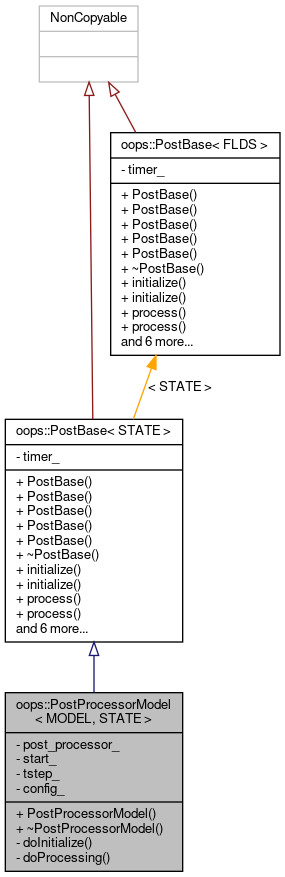 NonCopyable
oops::PostBase< FLDS >
- timer_
+ PostBase()
+ PostBase()
+ PostBase()
+ PostBase()
+ PostBase()
+ ~PostBase()
+ initialize()
+ initialize()
+ process()
+ process()
and 6 more...
< STATE >
oops::PostBase< STATE >
- timer_
+ PostBase()
+ PostBase()
+ PostBase()
+ PostBase()
+ PostBase()
+ ~PostBase()
+ initialize()
+ initialize()
+ process()
+ process()
and 6 more...
oops::PostProcessorModel
< MODEL, STATE >
- post_processor_
- start_
- tstep_
- config_
+ PostProcessorModel()
+ ~PostProcessorModel()
- doInitialize()
- doProcessing()